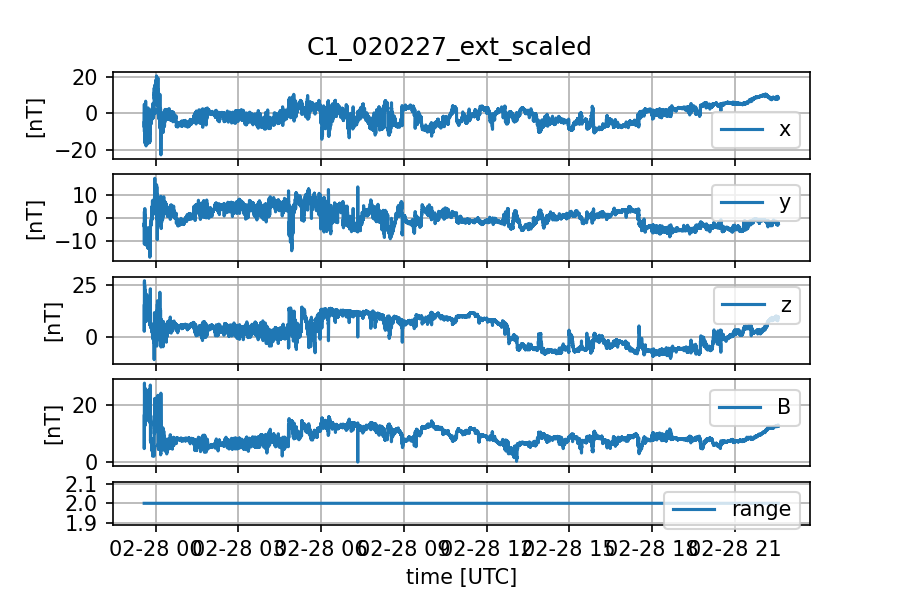 C1_020227_ext_scaled
20
0
−20
[nT]
x
10
0
−10
[nT]
y
25
0
[nT]
z
20
0
[nT]
B
2.1
2.0
1.9
range
02-28 00 02-28 03 02-28 06 02-28 09 02-28 12 02-28 15 02-28 18 02-28 21
time [UTC]